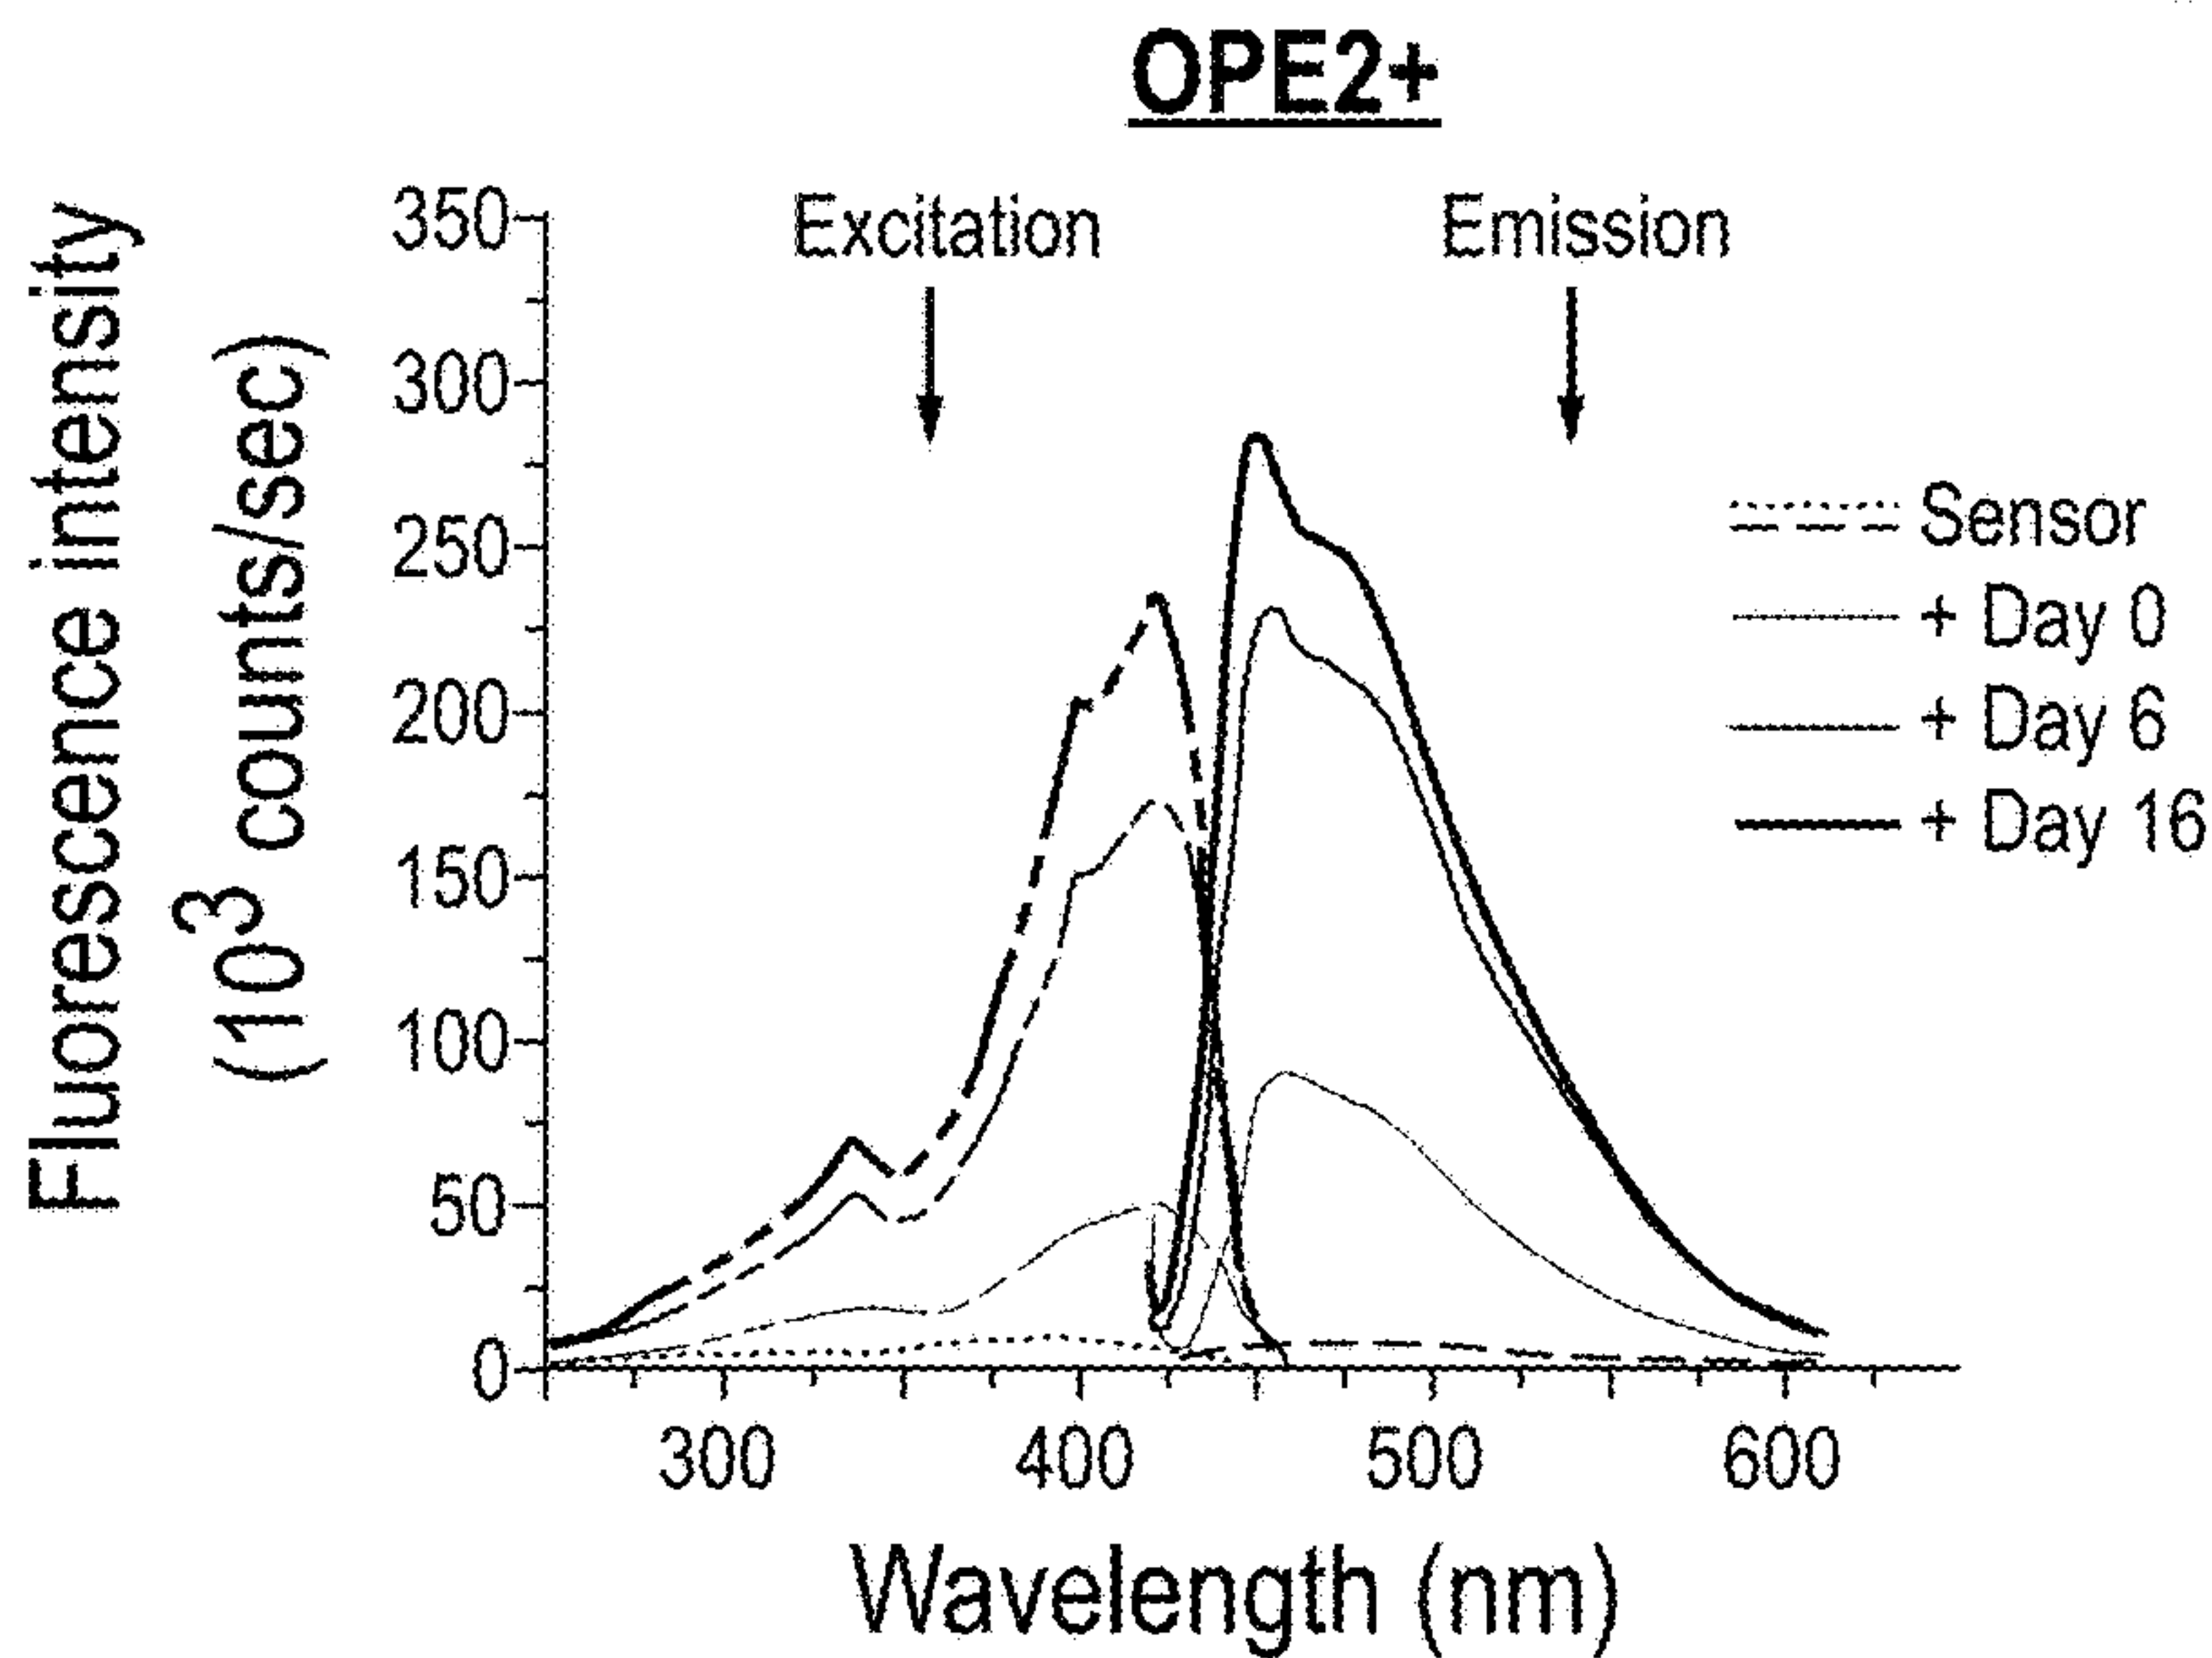 OPE2+
Excitation
Emission
Fluorescence intensity
(10³ counts/sec)
350
300
250
200
150
100
50
0
Sensor
+ Day 0
+ Day 6
+ Day 16
300
400
500
600
Wavelength (nm)